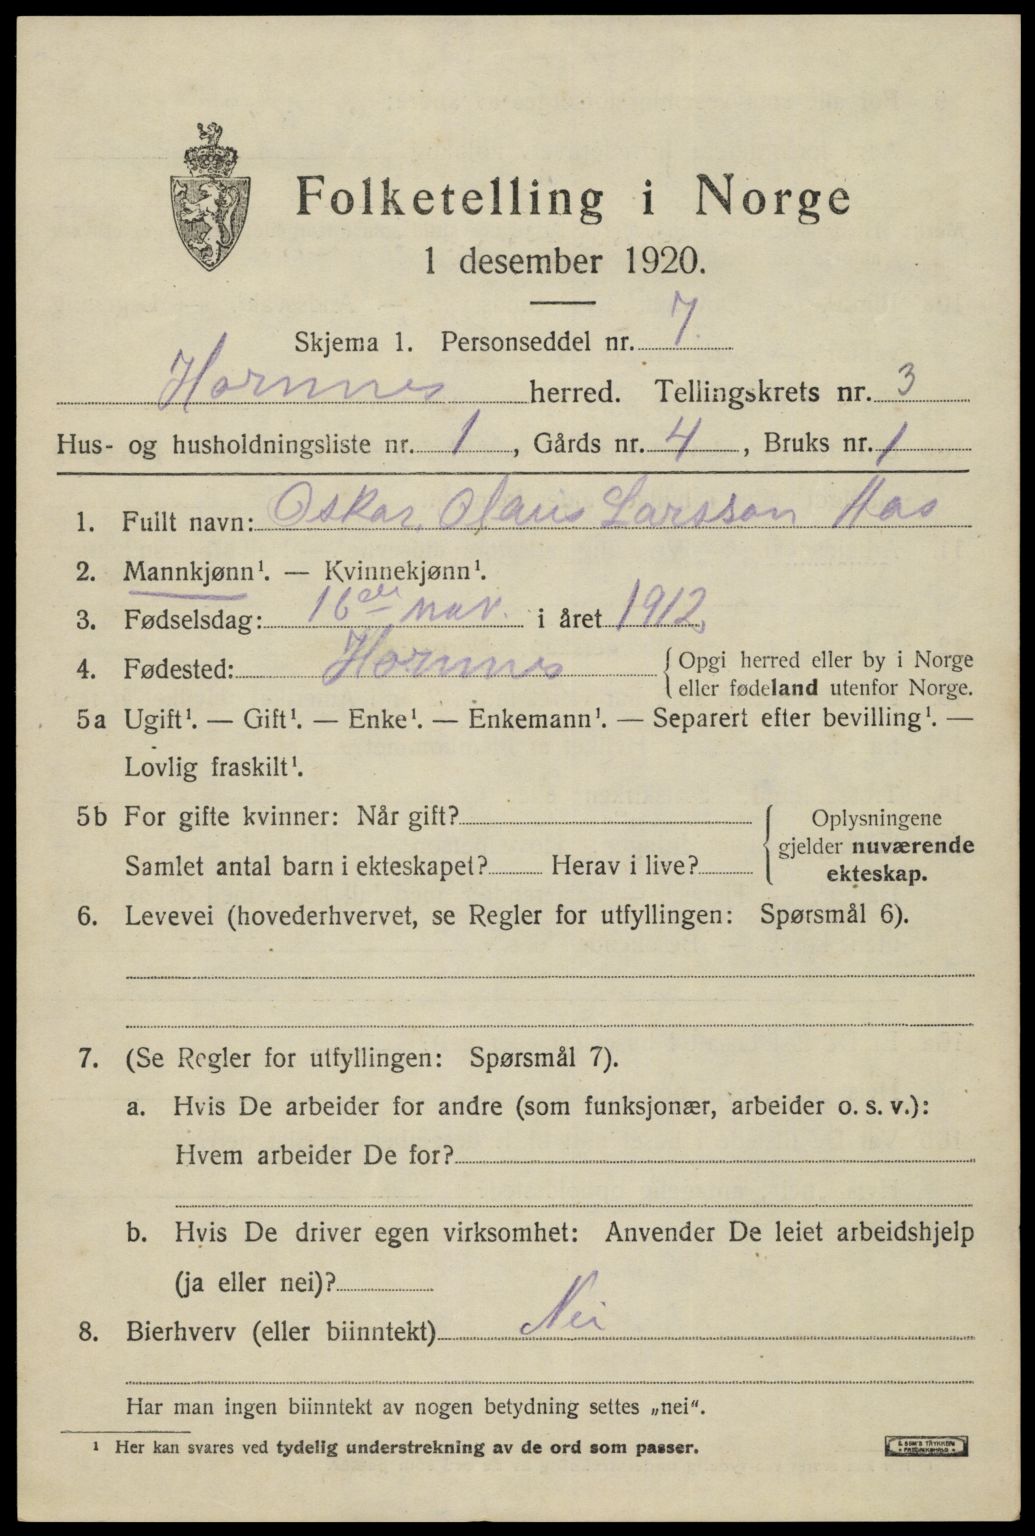 Folketelling i Norge
1 desember 1920.
Skjema 1. Personseddel nr. 7
Hornnes herred. Tellingskrets nr. 3
Hus- og husholdningsliste nr. 1, Gårds nr. 4, Bruks nr. 1
1. Fullt navn: Oskar Olaus Larsson Aas
2. Mannkjønn¹. — Kvinnekjønn¹.
3. Fødselsdag: 16de nov. i året 1912.
4. Fødested: Hornnes { Opgi herred eller by i Norge
eller fødeland utenfor Norge.
5a Ugift¹. — Gift¹. — Enke¹. — Enkemann¹. — Separert efter bevilling¹. —
Lovlig fraskilt¹.
5b For gifte kvinner: Når gift? { Oplysningene
gjelder nuværende
Samlet antal barn i ekteskapet? Herav i live? ekteskap.
6. Levevei (hovederhvervet, se Regler for utfyllingen: Spørsmål 6).
7. (Se Regler for utfyllingen: Spørsmål 7).
a. Hvis De arbeider for andre (som funksjonær, arbeider o. s. v.):
Hvem arbeider De for?
b. Hvis De driver egen virksomhet: Anvender De leiet arbeidshjelp
(ja eller nei)?
8. Bierhverv (eller biinntekt) Nei
Har man ingen biinntekt av nogen betydning settes „nei“.
¹ Her kan svares ved tydelig understrekning av de ord som passer.